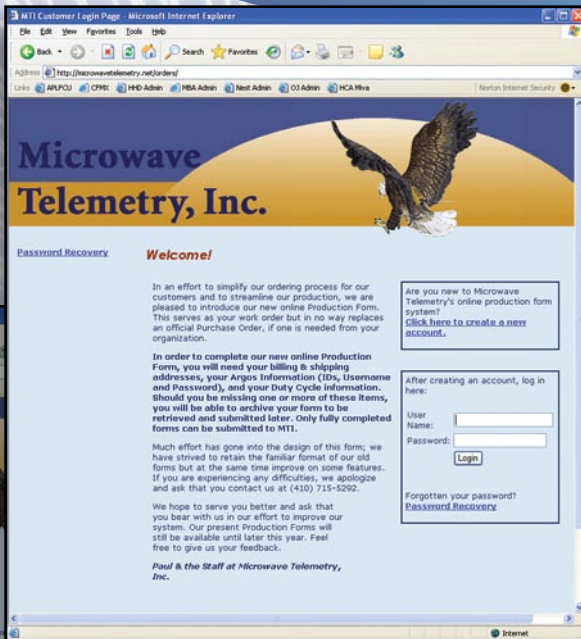 MTI Customer Login Page - Microsoft Internet Explorer
File Edit View Favorites Tools Help
Back Search Favorites
Address http://microwavetelemetry.net/orders/
Links APLFCU CFMX HHD Admin MBA Admin Nest Admin OJ Admin HCA Miva Norton Internet Security
Microwave
Telemetry, Inc.
Password Recovery
Welcome!
In an effort to simplify our ordering process for our
customers and to streamline our production, we are
pleased to introduce our new online Production Form.
This serves as your work order but in no way replaces
an official Purchase Order, if one is needed from your
organization.
In order to complete our new online Production
Form, you will need your billing & shipping
addresses, your Argos Information (IDs, Username
and Password), and your Duty Cycle information.
Should you be missing one or more of these items,
you will be able to archive your form to be
retrieved and submitted later. Only fully completed
forms can be submitted to MTI.
Much effort has gone into the design of this form; we
have strived to retain the familiar format of our old
forms but at the same time improve on some features.
If you are experiencing any difficulties, we apologize
and ask that you contact us at (410) 715-5292.
We hope to serve you better and ask that
you bear with us in our effort to improve our
system. Our present Production Forms will
still be available until later this year. Feel
free to give us your feedback.
Paul & the Staff at Microwave Telemetry,
Inc.
Are you new to Microwave
Telemetry's online production form
system?
Click here to create a new
account.
After creating an account, log in
here:
User
Name:
Password:
Login
Forgotten your password?
Password Recovery
Internet